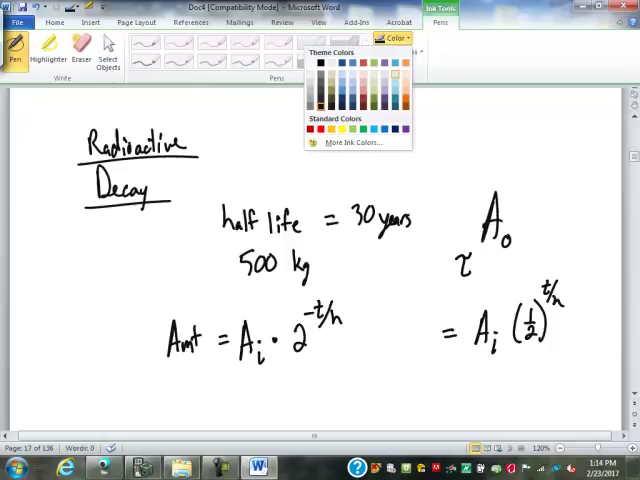 Doc4 [Compatibility Mode] - Microsoft Word
Ink Tools
File Home Insert Page Layout References Mailings Review View Add-Ins Acrobat Pens
Pen Highlighter Eraser Select Objects
Color
Write
Pens
Theme Colors
Standard Colors
More Ink Colors...
Radioactive
Decay
half life = 30 years
A₀
500 kg
τ
Amt = Aᵢ · 2^(-t/h)
= Aᵢ (1/2)^(t/h)
Page: 17 of 136
120%
1:14 PM
2/23/2017